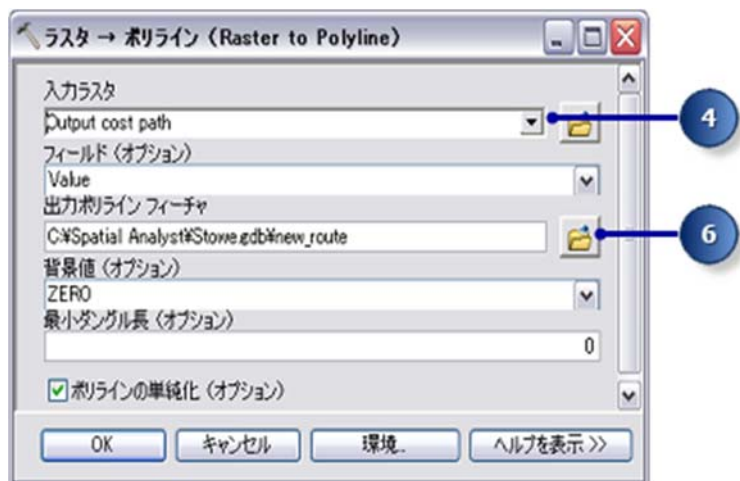 ラスタ → ポリライン (Raster to Polyline)
入力ラスタ
Output cost path
4
フィールド (オプション)
Value
出力ポリライン フィーチャ
C:¥Spatial Analyst¥Stowe.gdb¥new_route
6
背景値 (オプション)
ZERO
最小ダングル長 (オプション)
0
ポリラインの単純化 (オプション)
OK キャンセル 環境... ヘルプを表示 >>